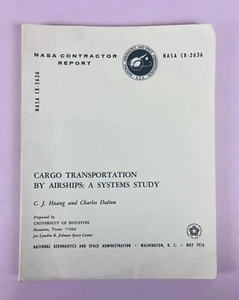 NASA CONTRACTOR
REPORT
NASA CR-2636
NASA CR-2636
CARGO TRANSPORTATION
BY AIRSHIPS: A SYSTEMS STUDY
C. J. Huang and Charles Dalton
Prepared by
UNIVERSITY OF HOUSTON
Houston, Texas 77004
for Lyndon B. Johnson Space Center
NATIONAL AERONAUTICS AND SPACE ADMINISTRATION • WASHINGTON, D. C. • MAY 1976